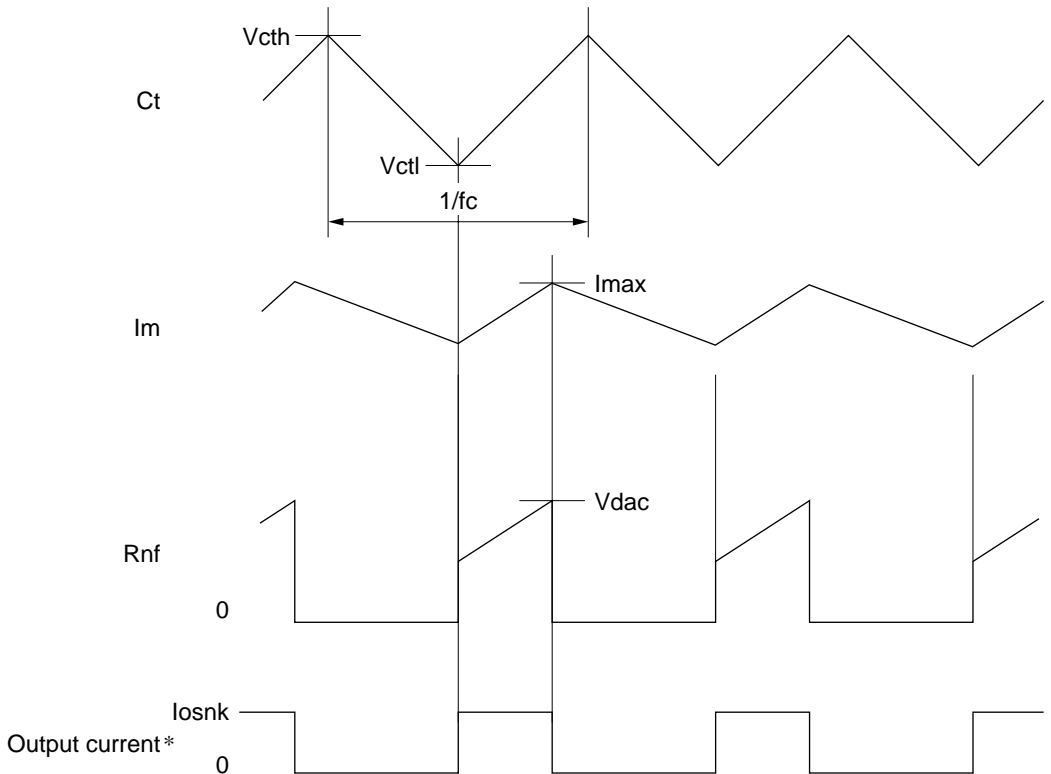 Vcth
Ct
Vctl
1/fc
Imax
Im
Vdac
Rnf
0
Iosnk
Output current*
0